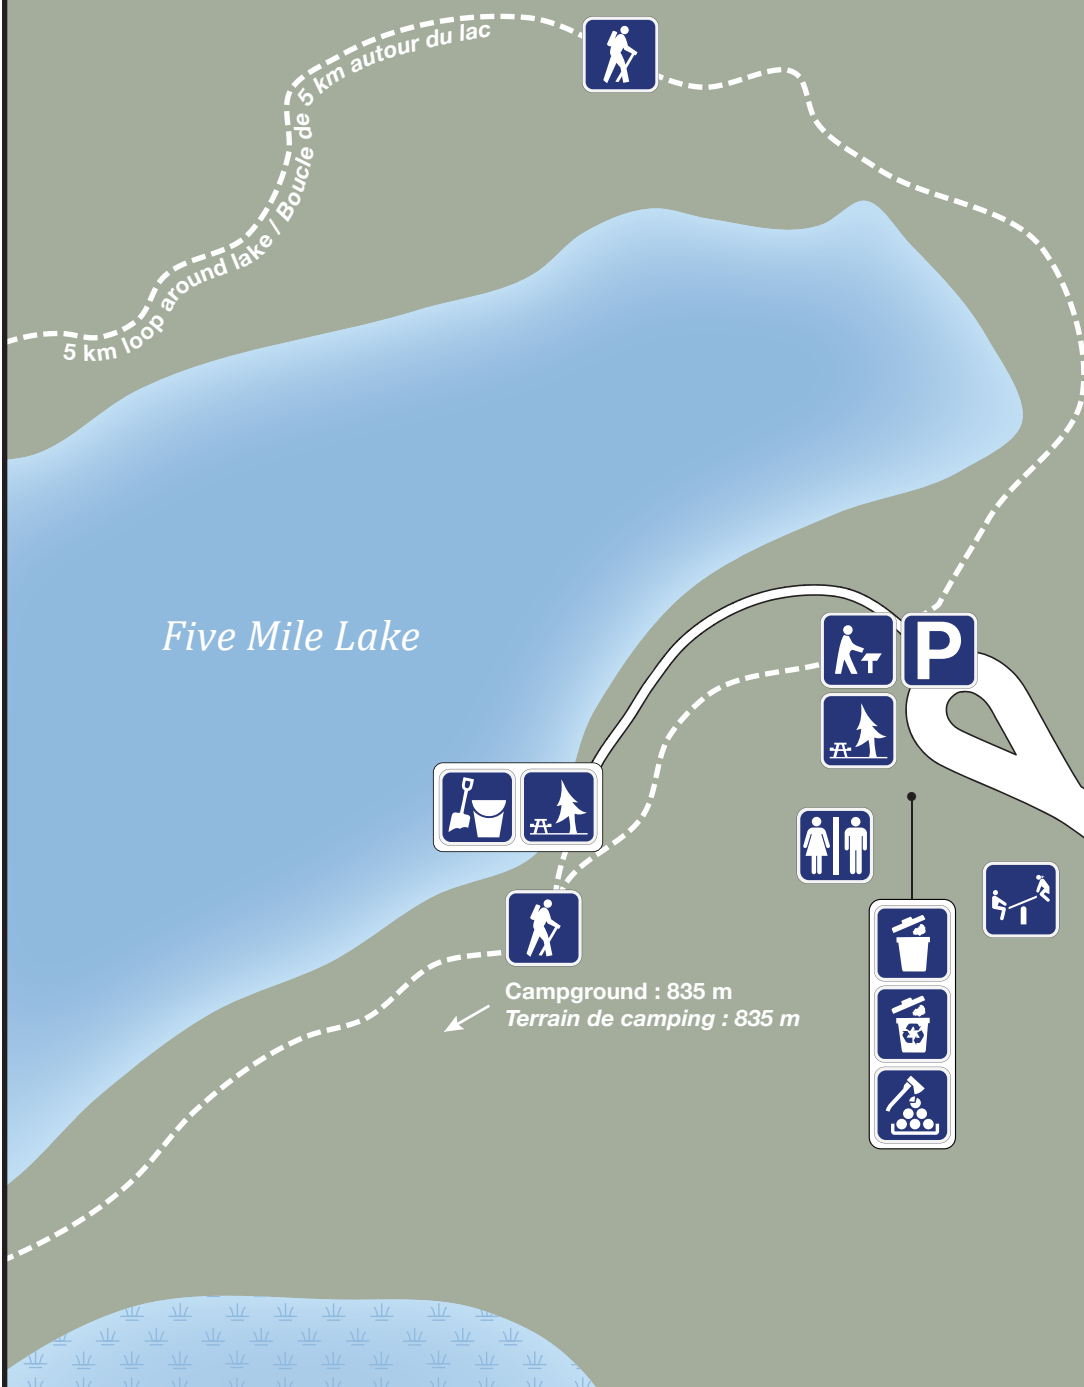 5 km loop around lake / Boucle de 5 km autour du lac
Five Mile Lake
P
Campground : 835 m
Terrain de camping : 835 m